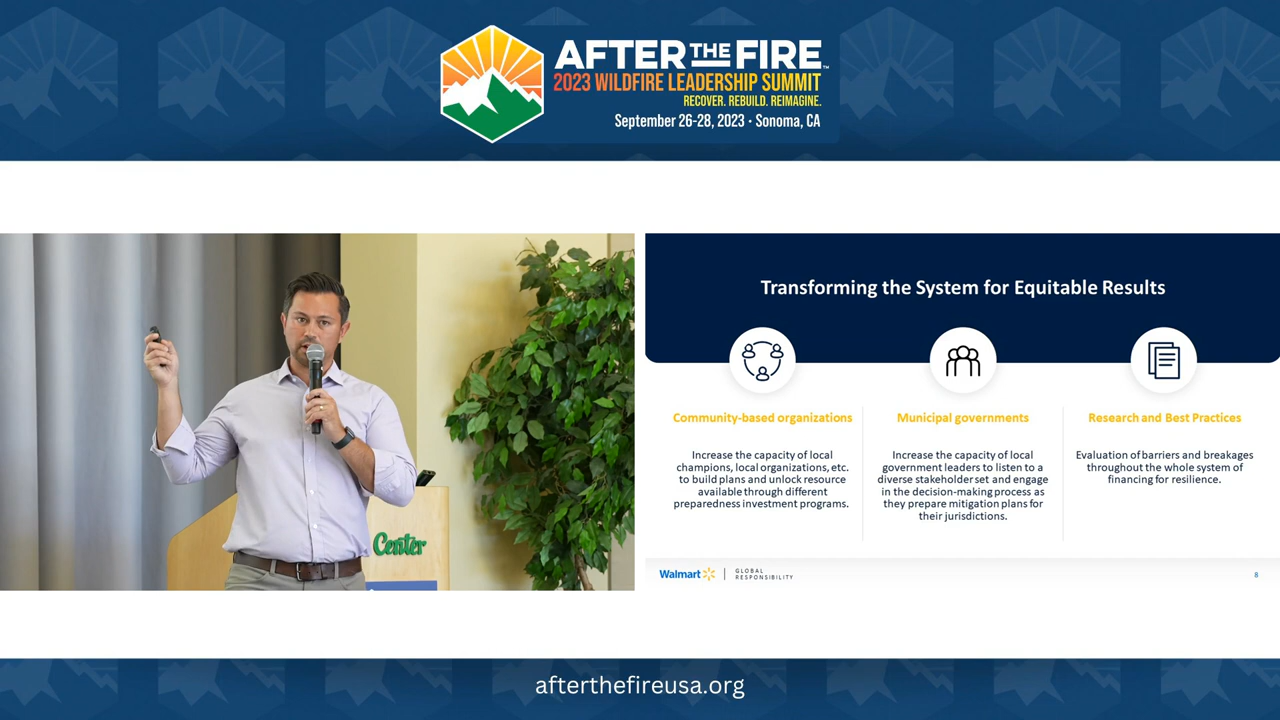 AFTER THE FIRE™
2023 WILDFIRE LEADERSHIP SUMMIT
RECOVER. REBUILD. REIMAGINE.
September 26-28, 2023 • Sonoma, CA
Center
Transforming the System for Equitable Results
Community-based organizations
Increase the capacity of local
champions, local organizations, etc.
to build plans and unlock resource
available through different
preparedness investment programs.
Municipal governments
Increase the capacity of local
government leaders to listen to a
diverse stakeholder set and engage
in the decision-making process as
they prepare mitigation plans for
their jurisdictions.
Research and Best Practices
Evaluation of barriers and breakages
throughout the whole system of
financing for resilience.
Walmart
GLOBAL
RESPONSIBILITY
8
afterthefireusa.org